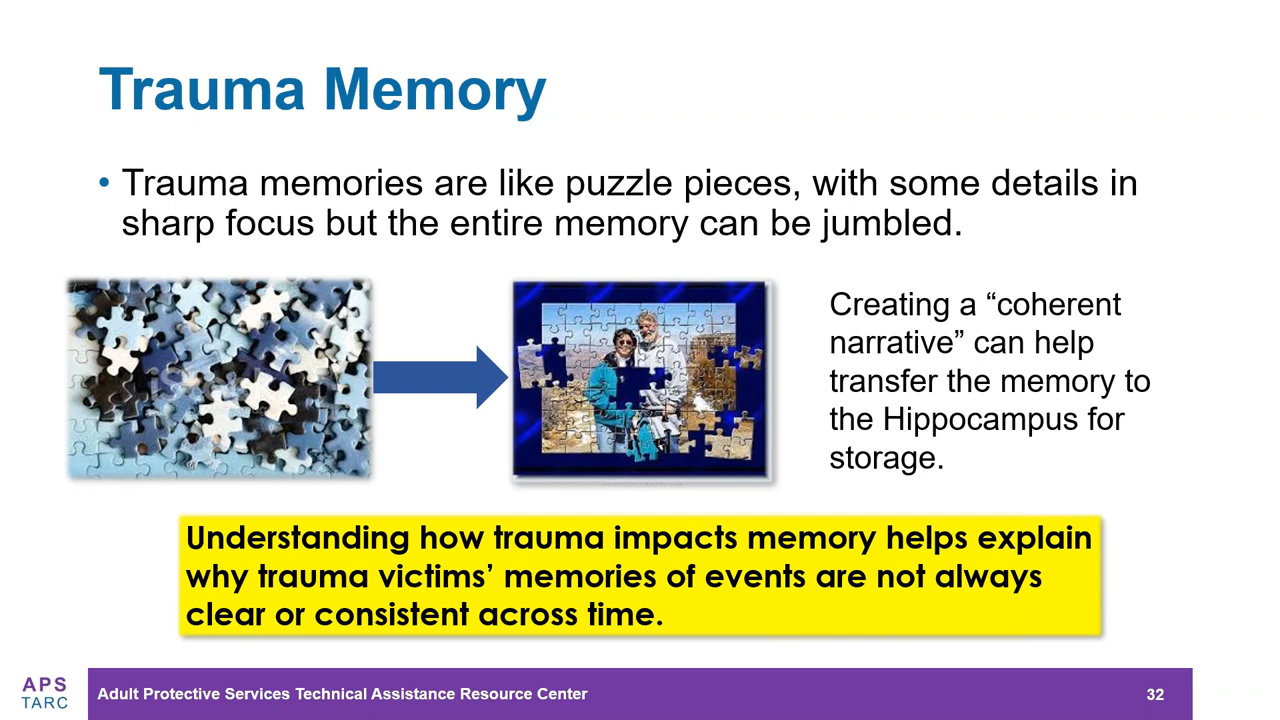 Trauma Memory
• Trauma memories are like puzzle pieces, with some details in
sharp focus but the entire memory can be jumbled.
Creating a “coherent
narrative” can help
transfer the memory to
the Hippocampus for
storage.
Understanding how trauma impacts memory helps explain
why trauma victims’ memories of events are not always
clear or consistent across time.
APS
TARC
Adult Protective Services Technical Assistance Resource Center
32